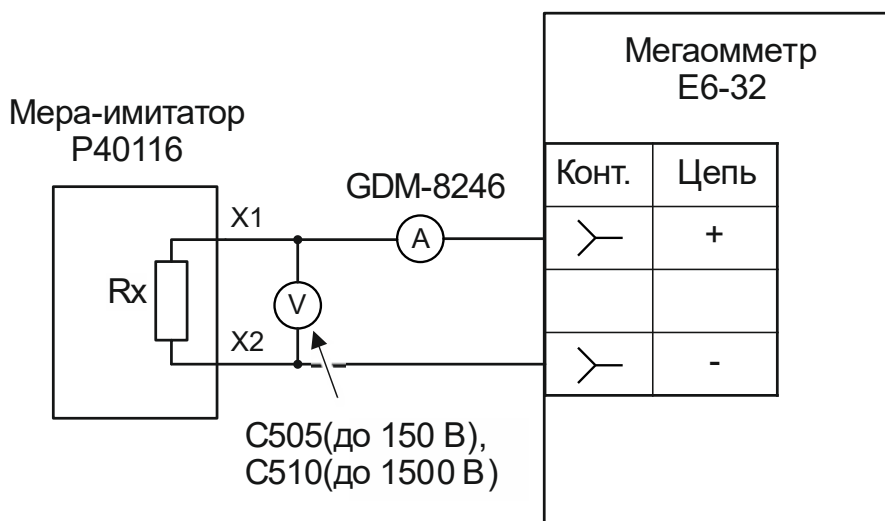 Мегаомметр
Е6-32
Мера-имитатор
Р40116
GDM-8246
Конт.
Цепь
X1
A
+
Rx
V
X2
-
С505(до 150 В),
С510(до 1500 В)